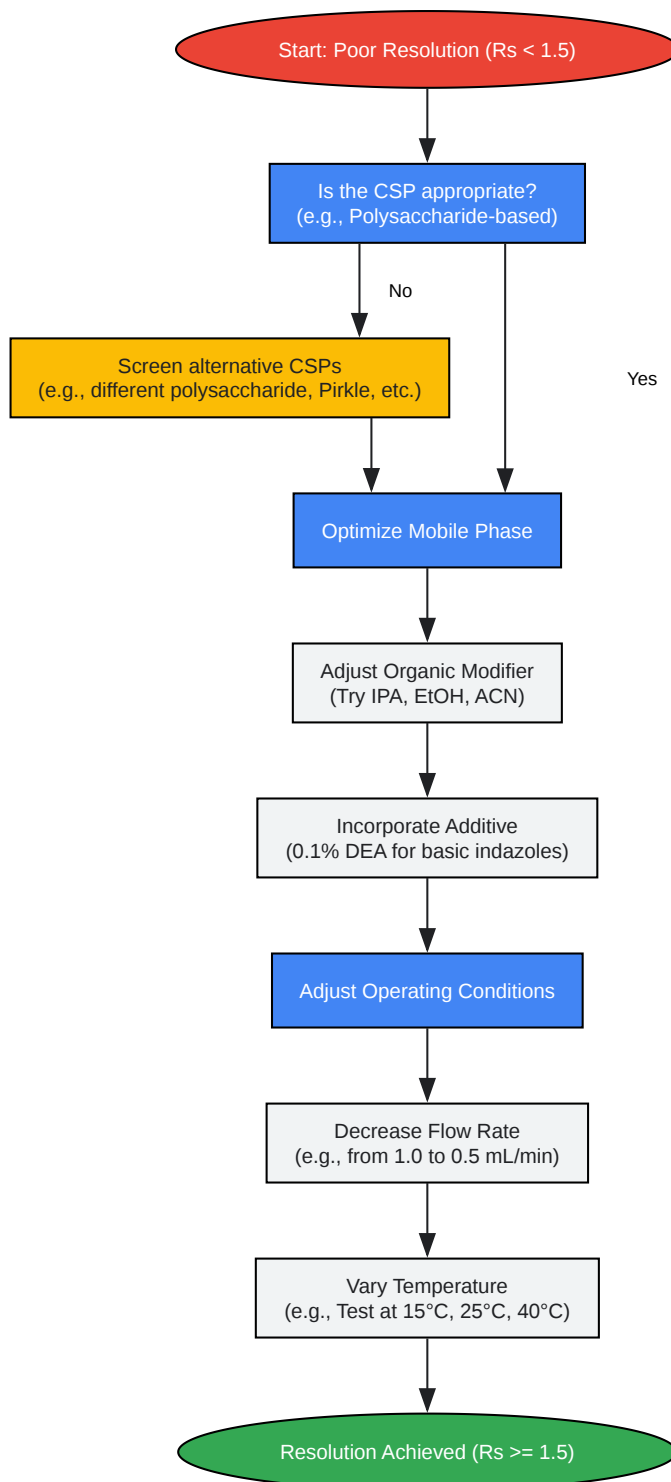 Start: Poor Resolution (Rs < 1.5)
Is the CSP appropriate?
(e.g., Polysaccharide-based)
No
Screen alternative CSPs
(e.g., different polysaccharide, Pirkle, etc.)
Yes
Optimize Mobile Phase
Adjust Organic Modifier
(Try IPA, EtOH, ACN)
Incorporate Additive
(0.1% DEA for basic indazoles)
Adjust Operating Conditions
Decrease Flow Rate
(e.g., from 1.0 to 0.5 mL/min)
Vary Temperature
(e.g., Test at 15°C, 25°C, 40°C)
Resolution Achieved (Rs >= 1.5)